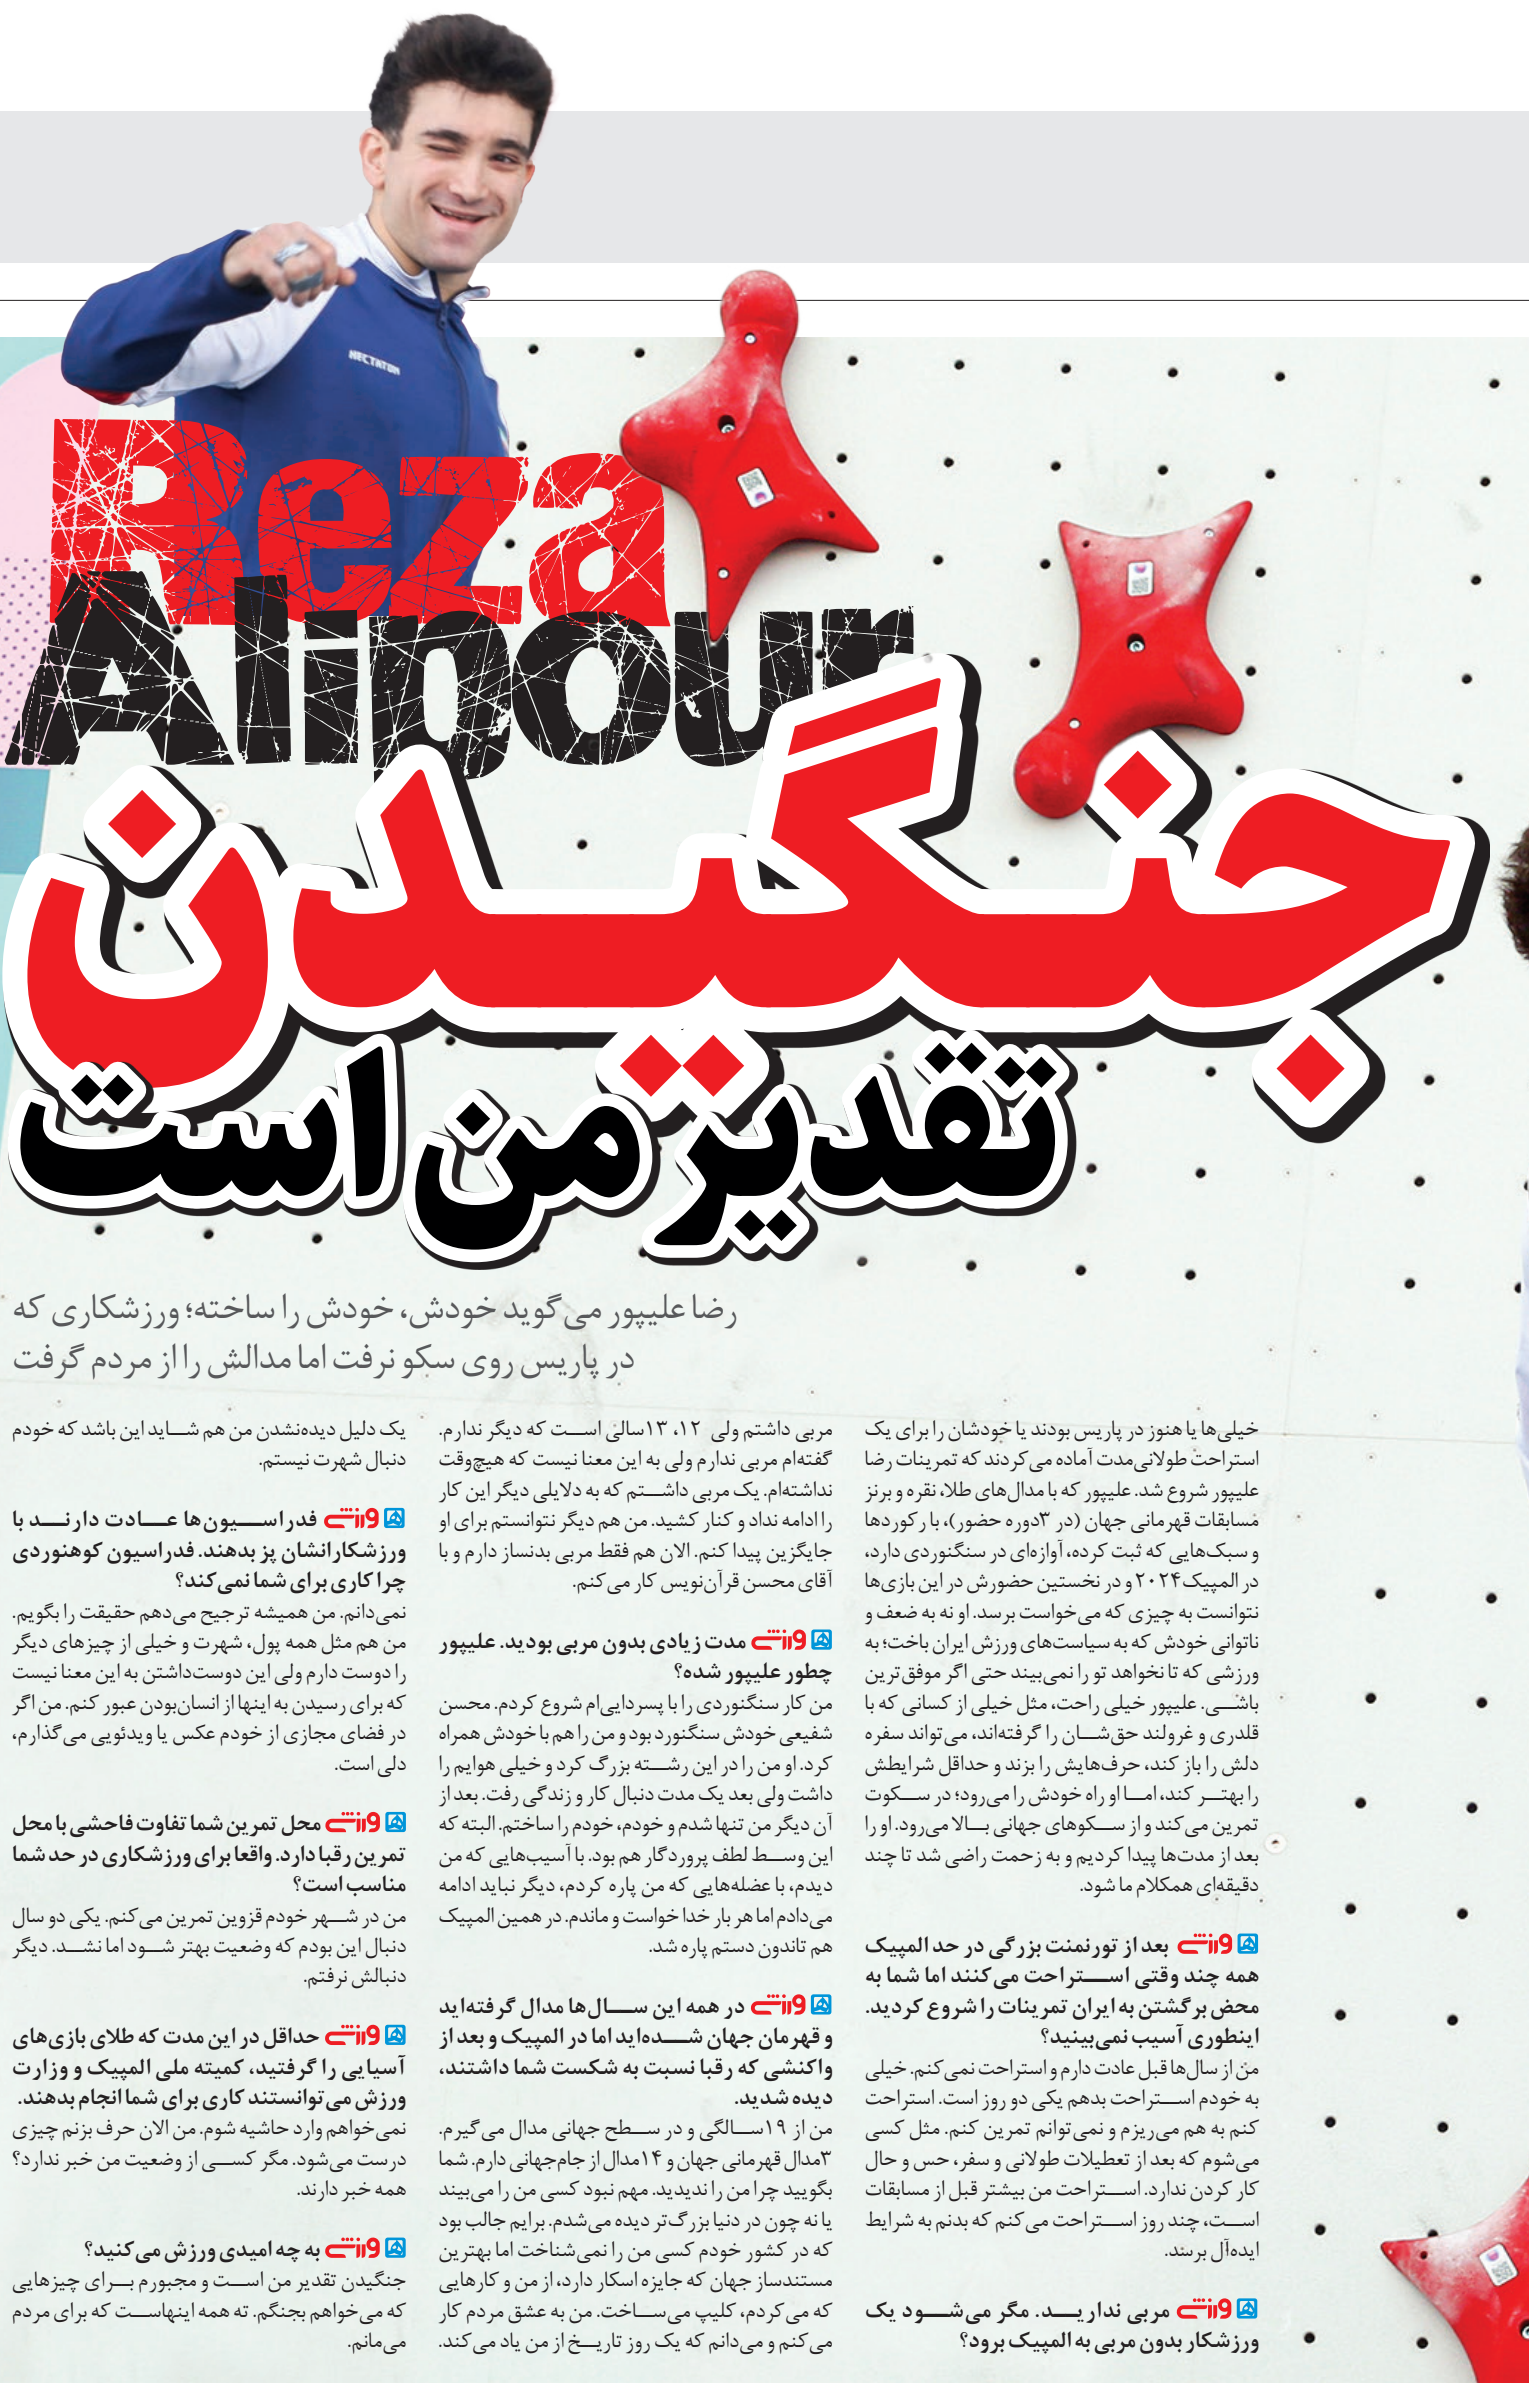 HECTATON
Reza
Alipour
جنگیدن
تقدیر من است
رضا علیپور می‌گوید خودش، خودش را ساخته؛ ورزشکاری که
در پاریس روی سکو نرفت اما مدالش را از مردم گرفت
خیلی‌ها یا هنوز در پاریس بودند یا خودشان را برای یک
استراحت طولانی‌مدت آماده می‌کردند که تمرینات رضا
علیپور شروع شد. علیپور که با مدال‌های طلا، نقره و برنز
مسابقات قهرمانی جهان (در ۳دوره حضور)، با رکوردها
و سبک‌هایی که ثبت کرده، آوازه‌ای در سنگنوردی دارد،
در المپیک۲۰۲۴ و در نخستین حضورش در این بازی‌ها
نتوانست به چیزی که می‌خواست برسد. او نه به ضعف و
ناتوانی خودش که به سیاست‌های ورزش ایران باخت؛ به
ورزشی که تا نخواهد تو را نمی‌بیند حتی اگر موفق‌ترین
باشی. علیپور خیلی راحت، مثل خیلی از کسانی که با
قلدری و غرولند حق‌شان را گرفته‌اند، می‌تواند سفره
دلش را باز کند، حرف‌هایش را بزند و حداقل شرایطش
را بهتر کند، اما او راه خودش را می‌رود؛ در سکوت
تمرین می‌کند و از سکوهای جهانی بالا می‌رود. او را
بعد از مدت‌ها پیدا کردیم و به زحمت راضی شد تا چند
دقیقه‌ای همکلام ما شود.
ورزشی بعد از تورنمنت بزرگی در حد المپیک
همه چند وقتی استراحت می‌کنند اما شما به
محض برگشتن به ایران تمرینات را شروع کردید.
اینطوری آسیب نمی‌بینید؟
من از سال‌ها قبل عادت دارم و استراحت نمی‌کنم. خیلی
به خودم استراحت بدهم یکی دو روز است. استراحت
کنم به هم می‌ریزم و نمی‌توانم تمرین کنم. مثل کسی
می‌شوم که بعد از تعطیلات طولانی و سفر، حس و حال
کار کردن ندارد. استراحت من بیشتر قبل از مسابقات
است، چند روز استراحت می‌کنم که بدنم به شرایط
ایده‌آل برسد.
ورزشی مربی ندارید. مگر می‌شود یک
ورزشکار بدون مربی به المپیک برود؟
مربی داشتم ولی ۱۲، ۱۳سالی است که دیگر ندارم.
گفته‌ام مربی ندارم ولی به این معنا نیست که هیچ‌وقت
نداشته‌ام. یک مربی داشتم که به دلایلی دیگر این کار
را ادامه نداد و کنار کشید. من هم دیگر نتوانستم برای او
جایگزین پیدا کنم. الان هم فقط مربی بدنساز دارم و با
آقای محسن قرآن‌نویس کار می‌کنم.
ورزشی مدت زیادی بدون مربی بودید. علیپور
چطور علیپور شده؟
من کار سنگنوردی را با پسردایی‌ام شروع کردم. محسن
شفیعی خودش سنگنورد بود و من را هم با خودش همراه
کرد. او من را در این رشته بزرگ کرد و خیلی هوایم را
داشت ولی بعد یک مدت دنبال کار و زندگی رفت. بعد از
آن دیگر من تنها شدم و خودم، خودم را ساختم. البته که
این وسط لطف پروردگار هم بود. با آسیب‌هایی که من
دیدم، با عضله‌هایی که من پاره کردم، دیگر نباید ادامه
می‌دادم اما هر بار خدا خواست و ماندم. در همین المپیک
هم تاندون دستم پاره شد.
ورزشی در همه این سال‌ها مدال گرفته‌اید
و قهرمان جهان شده‌اید اما در المپیک و بعد از
واکنشی که رقبا نسبت به شکست شما داشتند،
دیده شدید.
من از ۱۹سالگی و در سطح جهانی مدال می‌گیرم.
۳مدال قهرمانی جهان و ۱۴مدال از جام‌جهانی دارم. شما
بگویید چرا من را ندیدید. مهم نبود کسی من را می‌بیند
یا نه چون در دنیا بزرگ‌تر دیده می‌شدم. برایم جالب بود
که در کشور خودم کسی من را نمی‌شناخت اما بهترین
مستندساز جهان که جایزه اسکار دارد، از من و کارهایی
که می‌کردم، کلیپ می‌ساخت. من به عشق مردم کار
می‌کنم و می‌دانم که یک روز تاریخ از من یاد می‌کند.
یک دلیل دیده‌نشدن من هم شاید این باشد که خودم
دنبال شهرت نیستم.
ورزشی فدراسیون‌ها عادت دارند با
ورزشکارانشان پز بدهند. فدراسیون کوهنوردی
چرا کاری برای شما نمی‌کند؟
نمی‌دانم. من همیشه ترجیح می‌دهم حقیقت را بگویم.
من هم مثل همه پول، شهرت و خیلی از چیزهای دیگر
را دوست دارم ولی این دوست‌داشتن به این معنا نیست
که برای رسیدن به اینها از انسان‌بودن عبور کنم. من اگر
در فضای مجازی از خودم عکس یا ویدئویی می‌گذارم،
دلی است.
ورزشی محل تمرین شما تفاوت فاحشی با محل
تمرین رقبا دارد. واقعا برای ورزشکاری در حد شما
مناسب است؟
من در شهر خودم قزوین تمرین می‌کنم. یکی دو سال
دنبال این بودم که وضعیت بهتر شود اما نشد. دیگر
دنبالش نرفتم.
ورزشی حداقل در این مدت که طلای بازی‌های
آسیایی را گرفتید، کمیته ملی المپیک و وزارت
ورزش می‌توانستند کاری برای شما انجام بدهند.
نمی‌خواهم وارد حاشیه شوم. من الان حرف بزنم چیزی
درست می‌شود. مگر کسی از وضعیت من خبر ندارد؟
همه خبر دارند.
ورزشی به چه امیدی ورزش می‌کنید؟
جنگیدن تقدیر من است و مجبورم برای چیزهایی
که می‌خواهم بجنگم. ته همه اینهاست که برای مردم
می‌مانم.